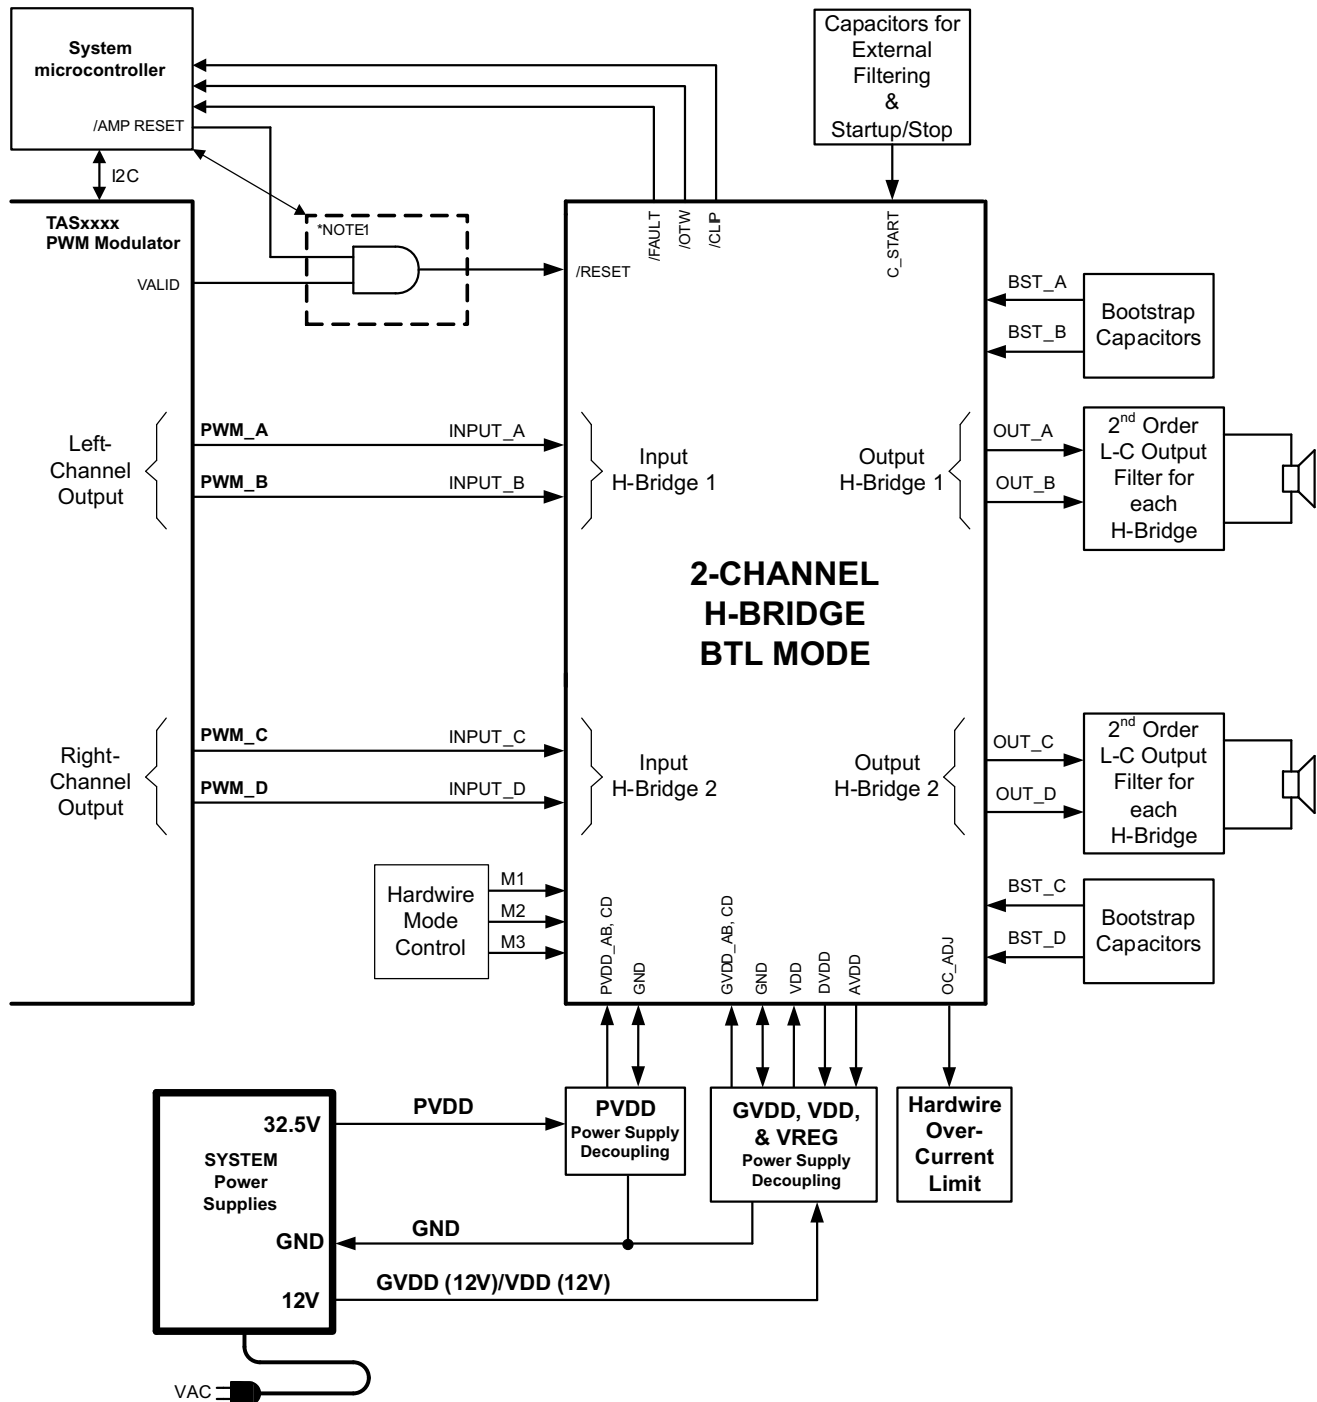 System
microcontroller
/AMP RESET
I2C
Capacitors for
External
Filtering
&
Startup/Stop
TASxxxx
PWM Modulator
VALID
*NOTE1
/RESET
/FAULT
/OTW
/CLIP
C_START
BST_A
BST_B
Bootstrap
Capacitors
Left-
Channel
Output
PWM_A
PWM_B
INPUT_A
INPUT_B
Input
H-Bridge 1
Output
H-Bridge 1
OUT_A
OUT_B
2nd Order
L-C Output
Filter for
each
H-Bridge
2-CHANNEL
H-BRIDGE
BTL MODE
Right-
Channel
Output
PWM_C
PWM_D
INPUT_C
INPUT_D
Input
H-Bridge 2
Output
H-Bridge 2
OUT_C
OUT_D
2nd Order
L-C Output
Filter for
each
H-Bridge
Hardwire
Mode
Control
M1
M2
M3
PVDD_AB, CD
GND
GVDD_AB, CD
GND
VDD
DVDD
AVDD
OC_ADJ
BST_C
BST_D
Bootstrap
Capacitors
32.5V
SYSTEM
Power
Supplies
GND
12V
PVDD
PVDD
Power Supply
Decoupling
GVDD, VDD,
& VREG
Power Supply
Decoupling
Hardwire
Over-
Current
Limit
GND
GVDD (12V)/VDD (12V)
VAC